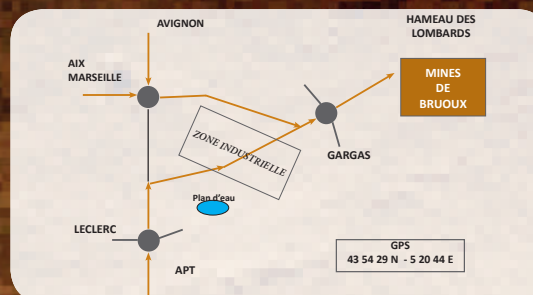 AVIGNON
HAMEAU DES
LOMBARDS
AIX
MARSEILLE
MINES
DE
BRUOUX
ZONE INDUSTRIELLE
GARGAS
Plan d'eau
LECLERC
GPS
43 54 29 N  - 5 20 44 E
APT